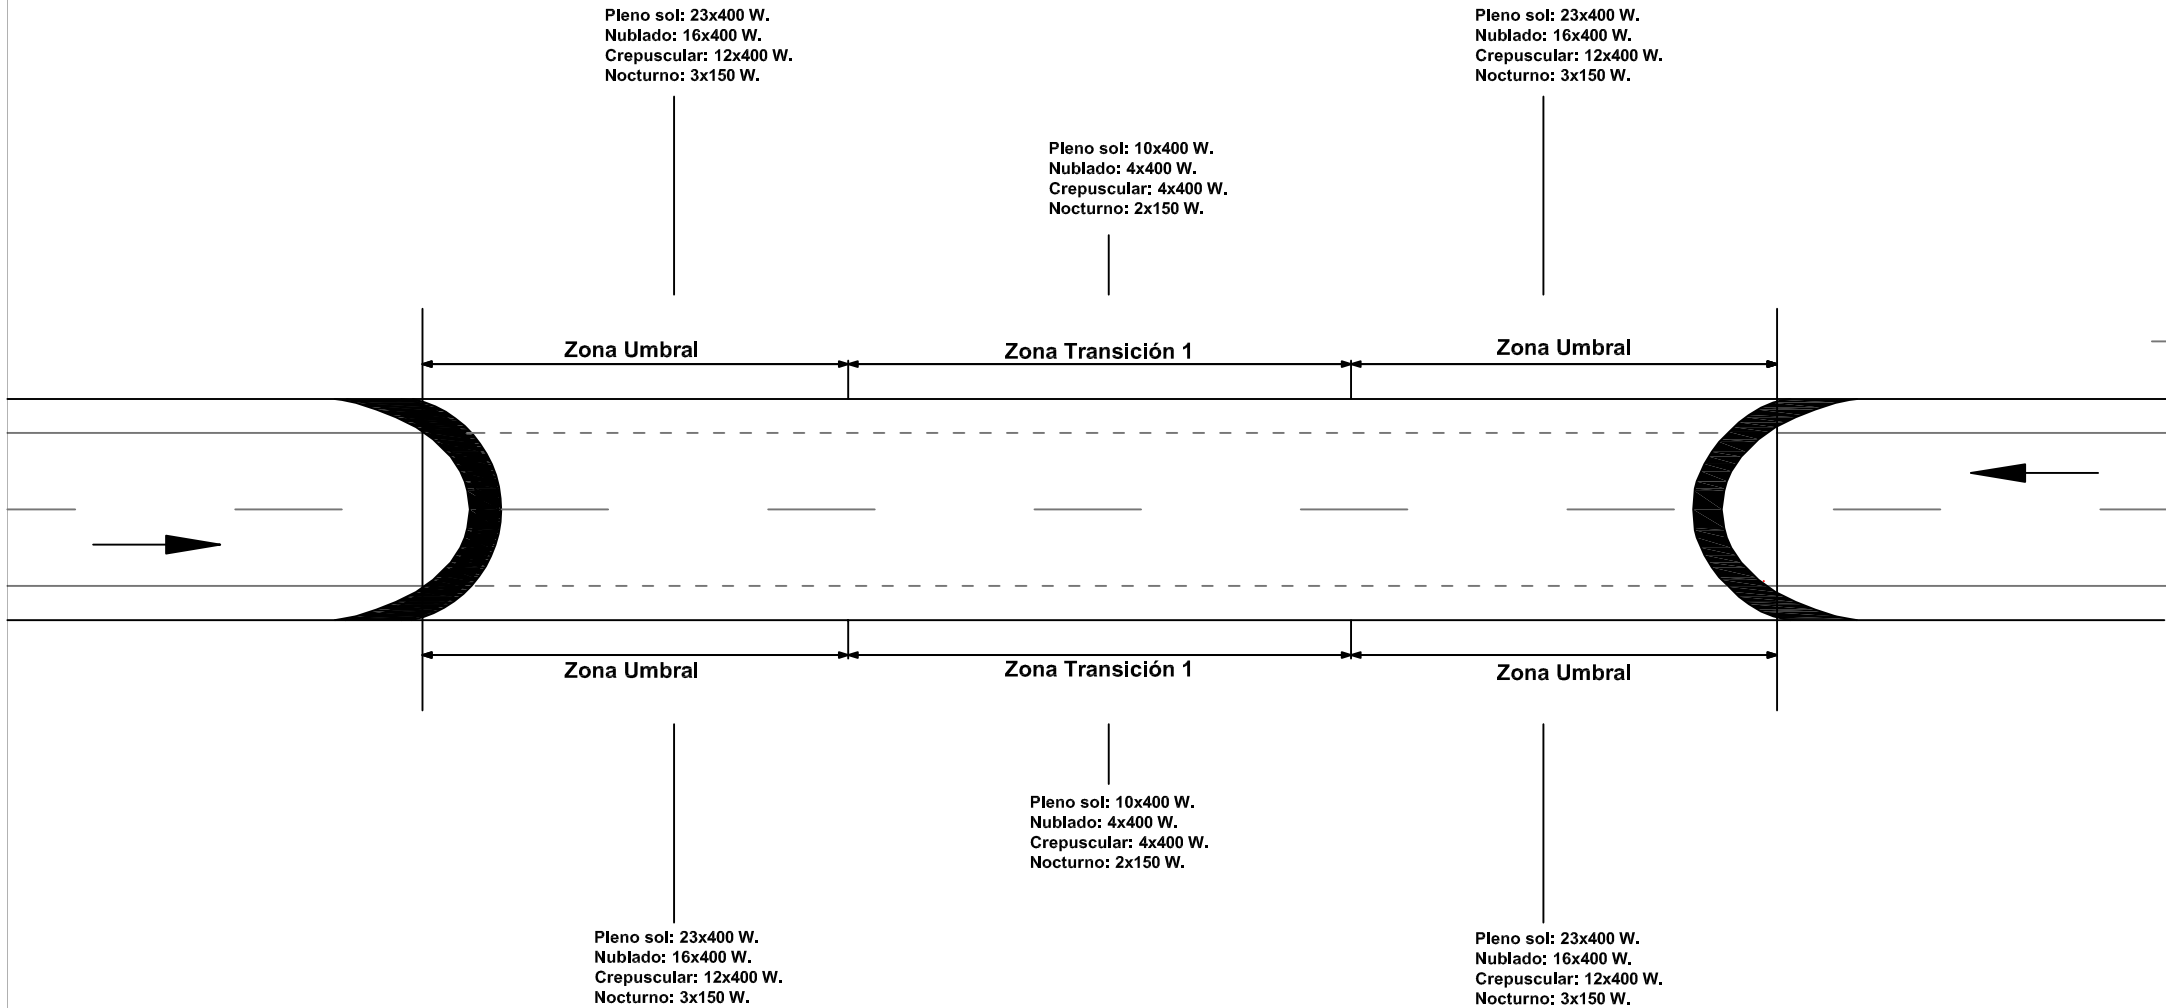 Pleno sol: 23x400 W.
Nublado: 16x400 W.
Crepuscular: 12x400 W.
Nocturno: 3x150 W.
Pleno sol: 23x400 W.
Nublado: 16x400 W.
Crepuscular: 12x400 W.
Nocturno: 3x150 W.
Pleno sol: 10x400 W.
Nublado: 4x400 W.
Crepuscular: 4x400 W.
Nocturno: 2x150 W.
Zona Umbral
Zona Transición 1
Zona Umbral
Zona Umbral
Zona Transición 1
Zona Umbral
Pleno sol: 10x400 W.
Nublado: 4x400 W.
Crepuscular: 4x400 W.
Nocturno: 2x150 W.
Pleno sol: 23x400 W.
Nublado: 16x400 W.
Crepuscular: 12x400 W.
Nocturno: 3x150 W.
Pleno sol: 23x400 W.
Nublado: 16x400 W.
Crepuscular: 12x400 W.
Nocturno: 3x150 W.